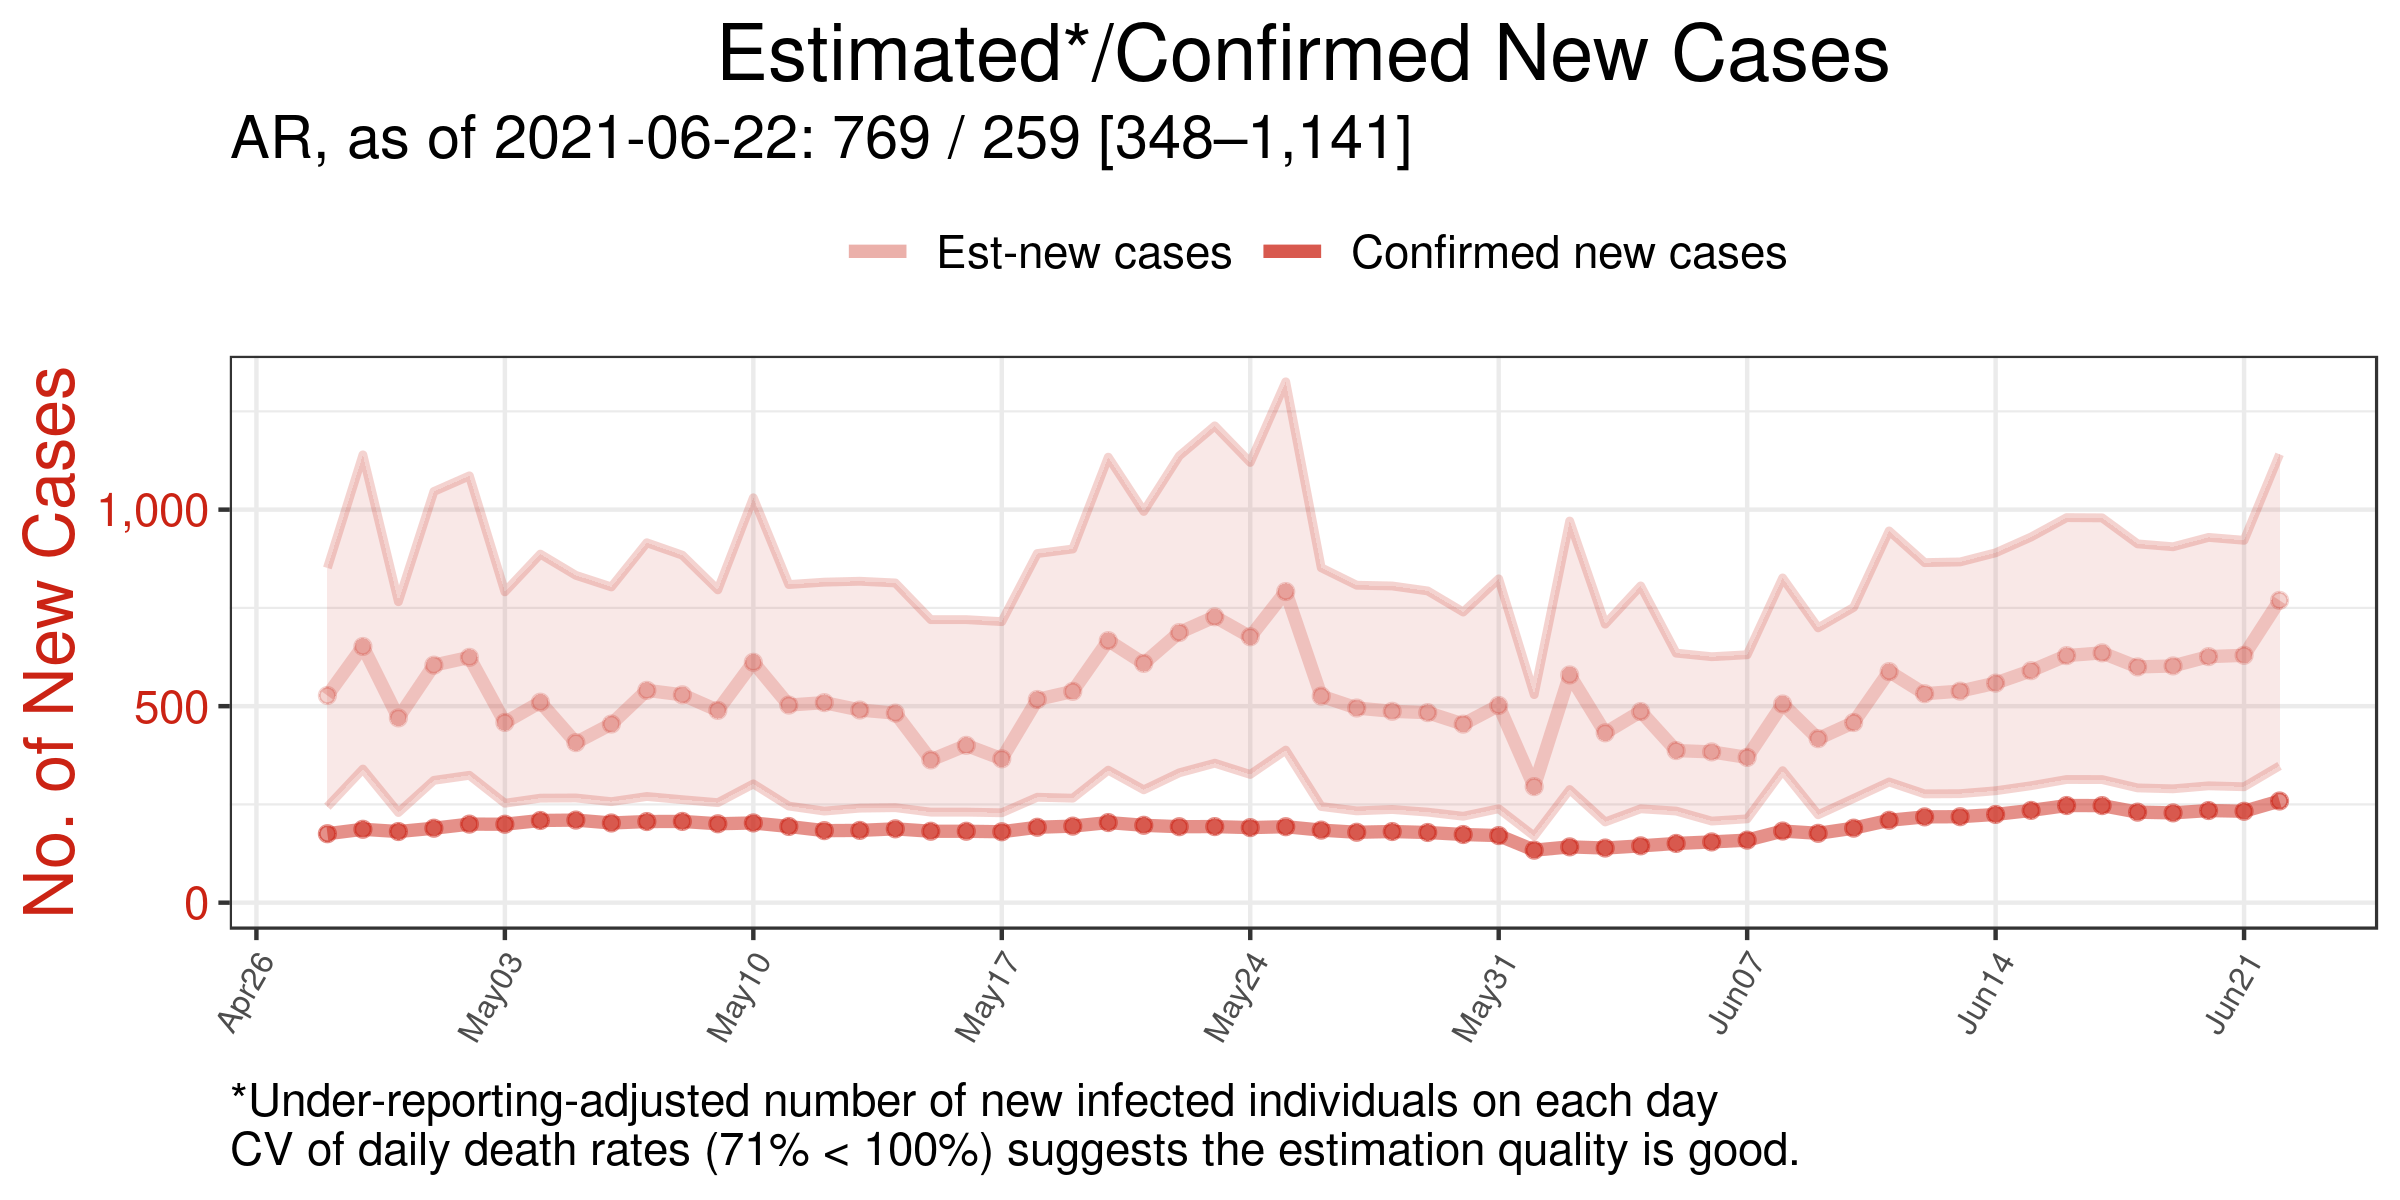 Estimated*/Confirmed New Cases
AR, as of 2021-06-22: 769 / 259 [348–1,141]
Est-new cases
Confirmed new cases
No. of New Cases
1,000
500
0
Apr26
May03
May10
May17
May24
May31
Jun07
Jun14
Jun21
*Under-reporting-adjusted number of new infected individuals on each day
CV of daily death rates (71% < 100%) suggests the estimation quality is good.